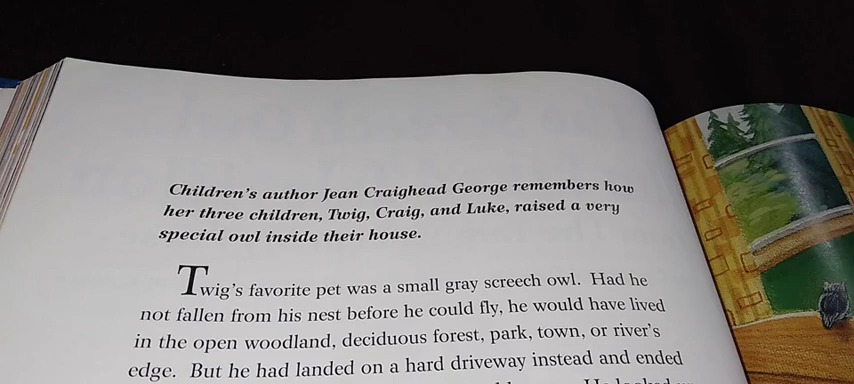 Children's author Jean Craighead George remembers how
her three children, Twig, Craig, and Luke, raised a very
special owl inside their house.
Twig's favorite pet was a small gray screech owl. Had he
not fallen from his nest before he could fly, he would have lived
in the open woodland, deciduous forest, park, town, or river's
edge. But he had landed on a hard driveway instead and ended
He looked